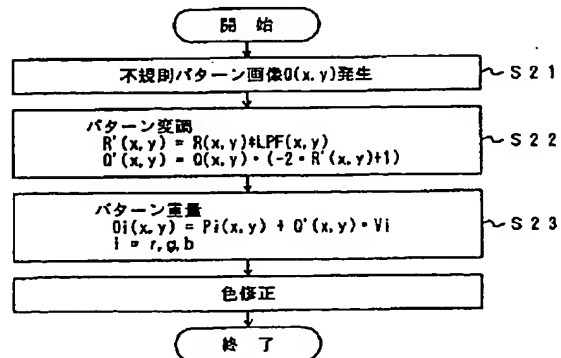 開 始
不規則パターン画像Q(x,y)発生
S21
パターン変調
R'(x,y) = R(x,y)*LPF(x,y)
Q'(x,y) = Q(x,y)・(-2・R'(x,y)+1)
S22
パターン重量
Oi(x,y) = Pi(x,y) + Q'(x,y)・Vi
i = r,g,b
S23
色修正
終 了